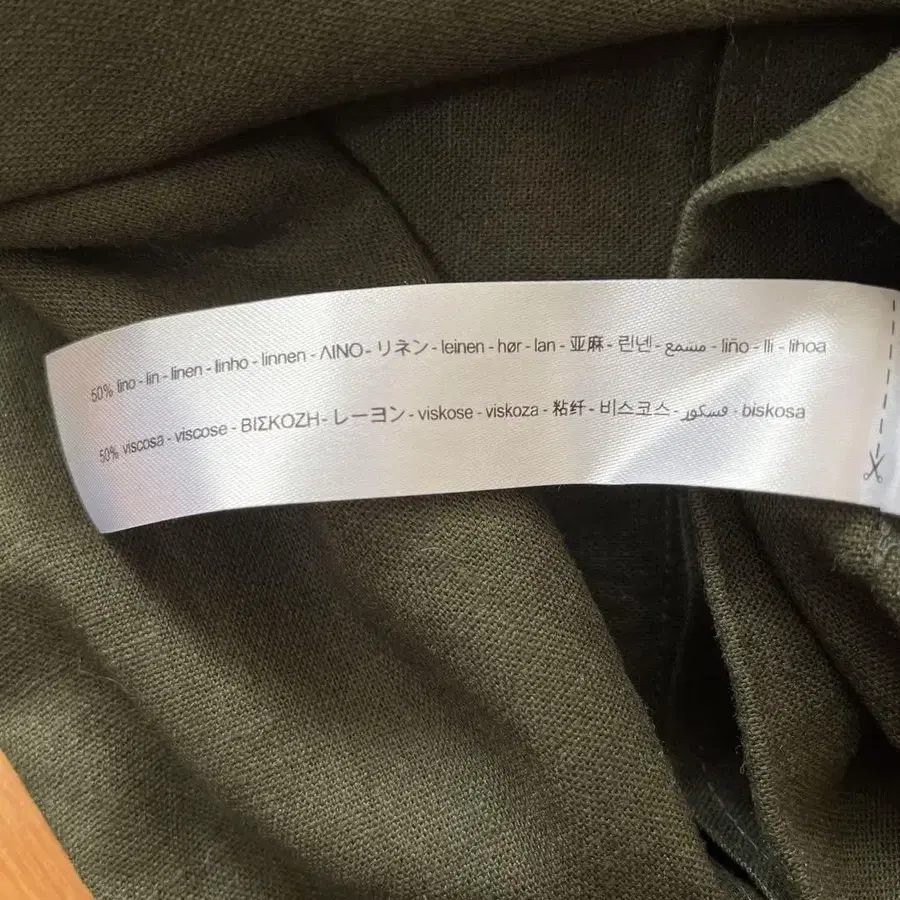 50% lino - lin - linen - linho - linnen - ΛΙΝΟ - リネン - leinen - hør - lan - 亚麻 - 린넨 - مشمع - liño - lli - lihoa
50% viscosa - viscose - ΒΙΣΚΟΖΗ - レーヨン - viskose - viskoza - 粘纤 - 비스코스 - فسكور - biskosa